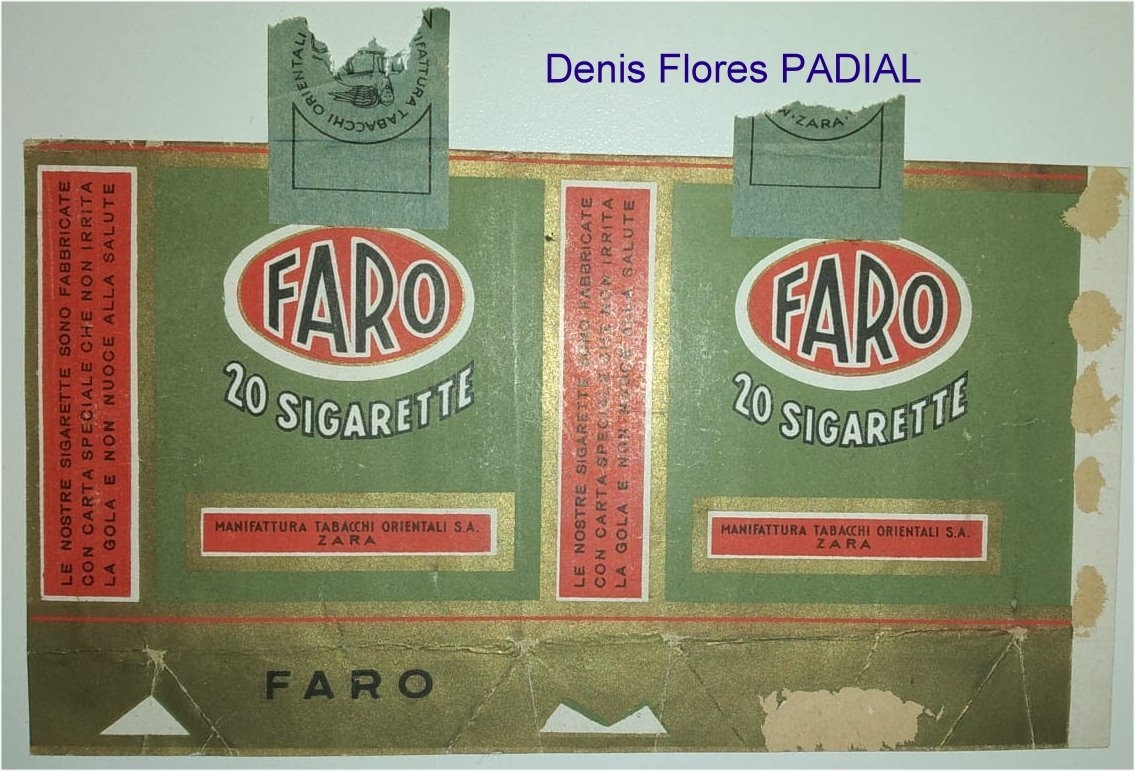 Denis Flores PADIAL
MANIFATTURA TABACCHI ORIENTALI
ZARA
LE NOSTRE SIGARETTE SONO FABBRICATE
CON CARTA SPECIALE CHE NON IRRITA
LA GOLA E NON NUOCE ALLA SALUTE
FARO
20 SIGARETTE
MANIFATTURA TABACCHI ORIENTALI S.A.
ZARA
LE NOSTRE SIGARETTE SONO FABBRICATE
CON CARTA SPECIALE CHE NON IRRITA
LA GOLA E NON NUOCE ALLA SALUTE
FARO
20 SIGARETTE
MANIFATTURA TABACCHI ORIENTALI S.A.
ZARA
FARO